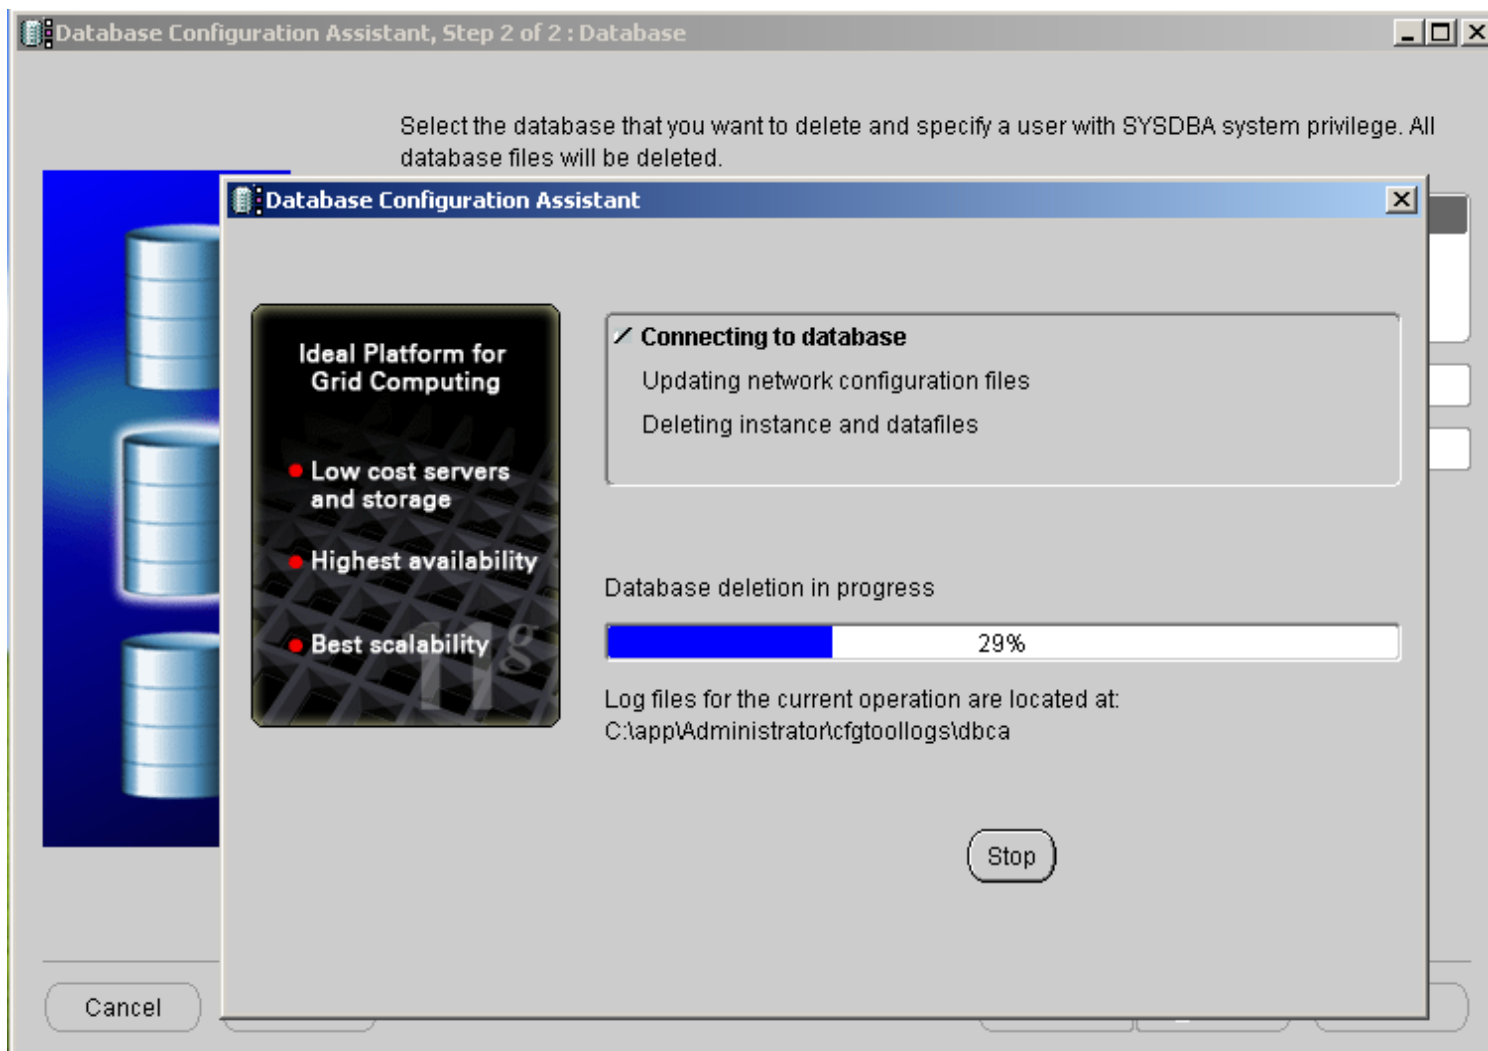 Database Configuration Assistant, Step 2 of 2 : Database
Select the database that you want to delete and specify a user with SYSDBA system privilege. All
database files will be deleted.
Database Configuration Assistant
Ideal Platform for
Grid Computing
Low cost servers
and storage
Highest availability
Best scalability
11g
Connecting to database
Updating network configuration files
Deleting instance and datafiles
Database deletion in progress
29%
Log files for the current operation are located at:
C:\app\Administrator\cfgtoollogs\dbca
Stop
Cancel